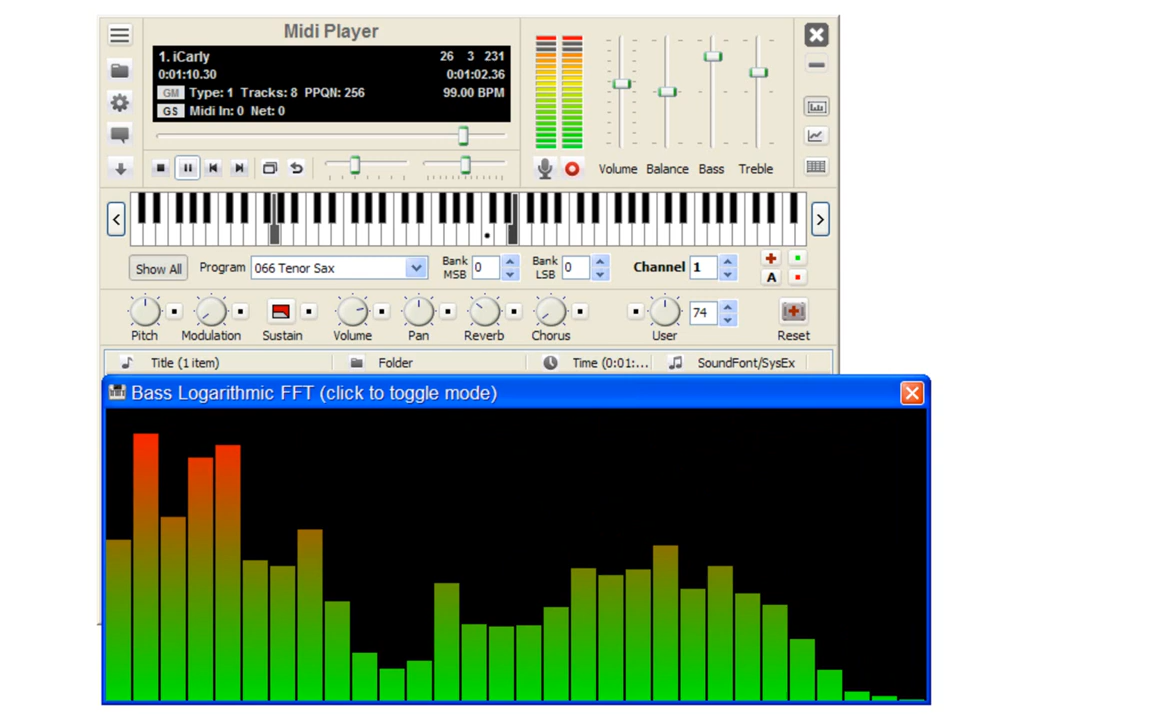 Midi Player
1. iCarly 26 3 231
0:01:10.30 0:01:02.36
GM Type: 1 Tracks: 8 PPQN: 256 99.00 BPM
GS Midi In: 0 Net: 0
Volume Balance Bass Treble
Show All Program 066 Tenor Sax Bank MSB 0 Bank LSB 0 Channel 1
A
74
Pitch Modulation Sustain Volume Pan Reverb Chorus User Reset
Title (1 item) Folder Time (0:01:... SoundFont/SysEx
Bass Logarithmic FFT (click to toggle mode)